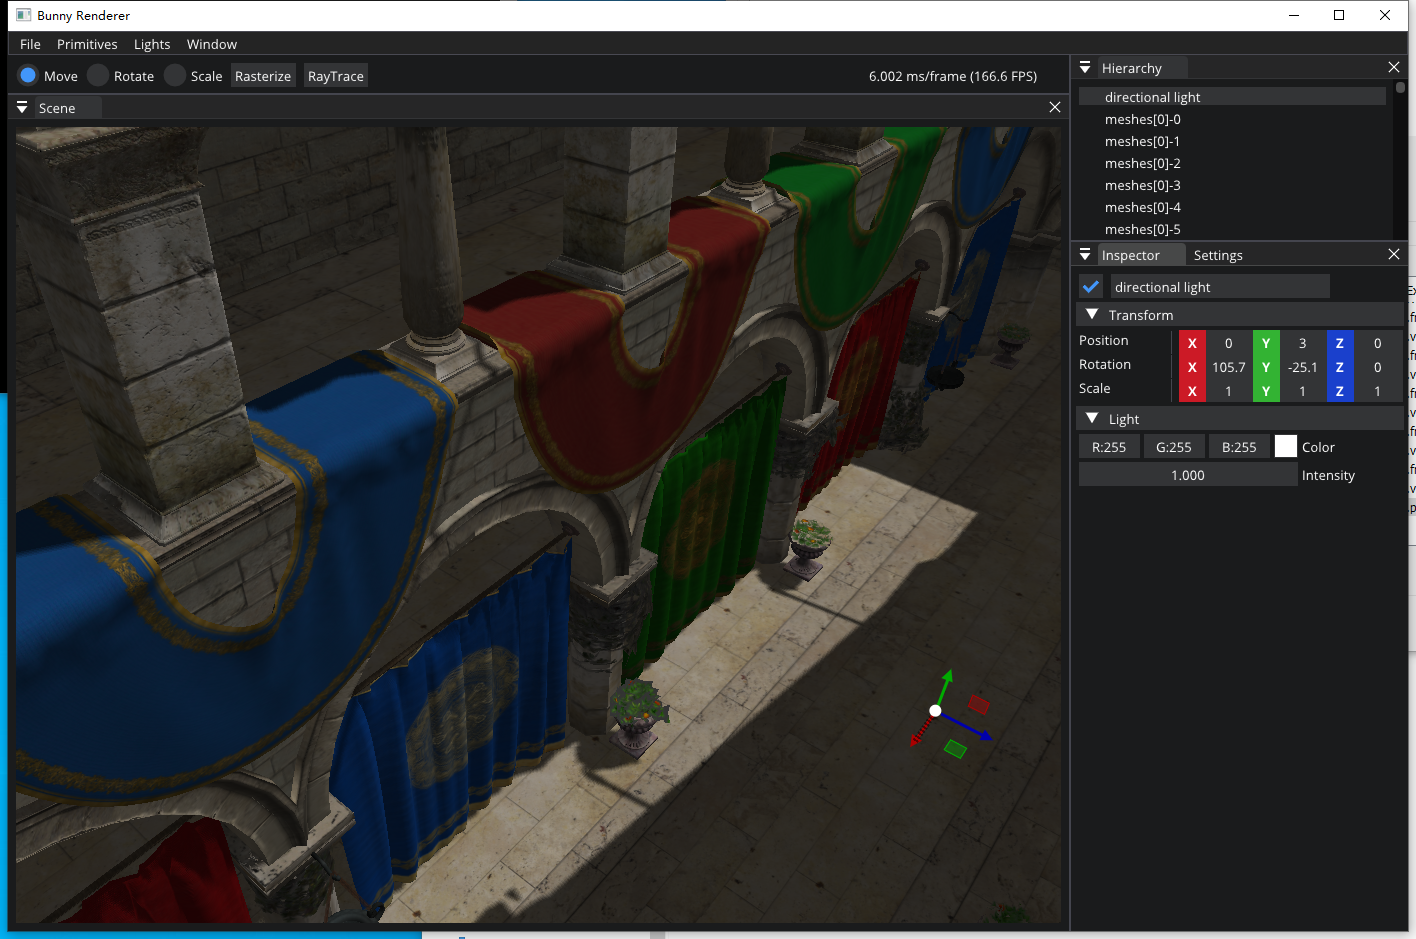 Bunny Renderer
File Primitives Lights Window
Move Rotate Scale Rasterize RayTrace 6.002 ms/frame (166.6 FPS)
Scene
Hierarchy
directional light
meshes[0]-0
meshes[0]-1
meshes[0]-2
meshes[0]-3
meshes[0]-4
meshes[0]-5
Inspector Settings
directional light
Transform
Position X 0 Y 3 Z 0
Rotation X 105.7 Y -25.1 Z 0
Scale X 1 Y 1 Z 1
Light
R:255 G:255 B:255 Color
1.000 Intensity